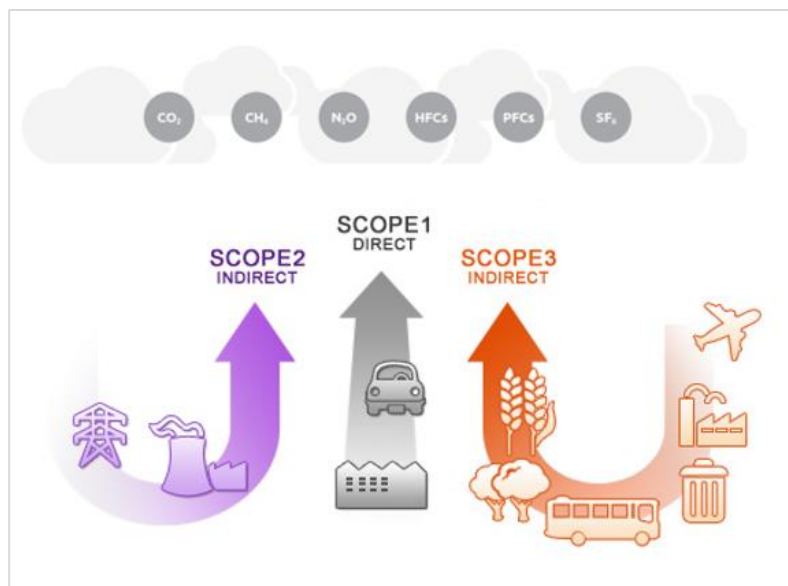 CO₂ CH₄ N₂O HFCs PFCs SF₆
SCOPE1
DIRECT
SCOPE2
INDIRECT
SCOPE3
INDIRECT